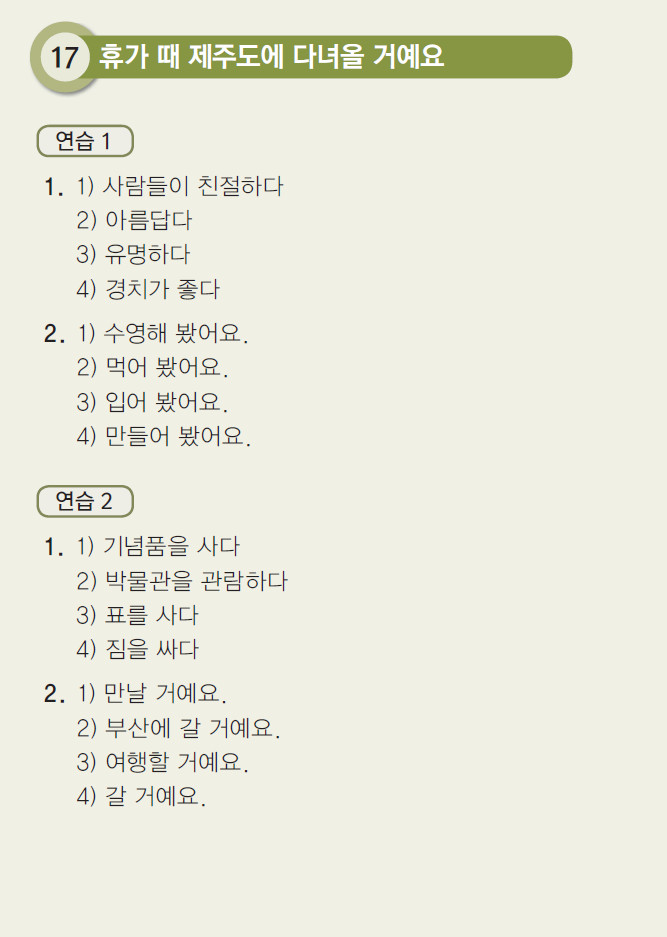 17 휴가 때 제주도에 다녀올 거예요
연습 1
1. 1) 사람들이 친절하다
2) 아름답다
3) 유명하다
4) 경치가 좋다
2. 1) 수영해 봤어요.
2) 먹어 봤어요.
3) 입어 봤어요.
4) 만들어 봤어요.
연습 2
1. 1) 기념품을 사다
2) 박물관을 관람하다
3) 표를 사다
4) 짐을 싸다
2. 1) 만날 거예요.
2) 부산에 갈 거예요.
3) 여행할 거예요.
4) 갈 거예요.